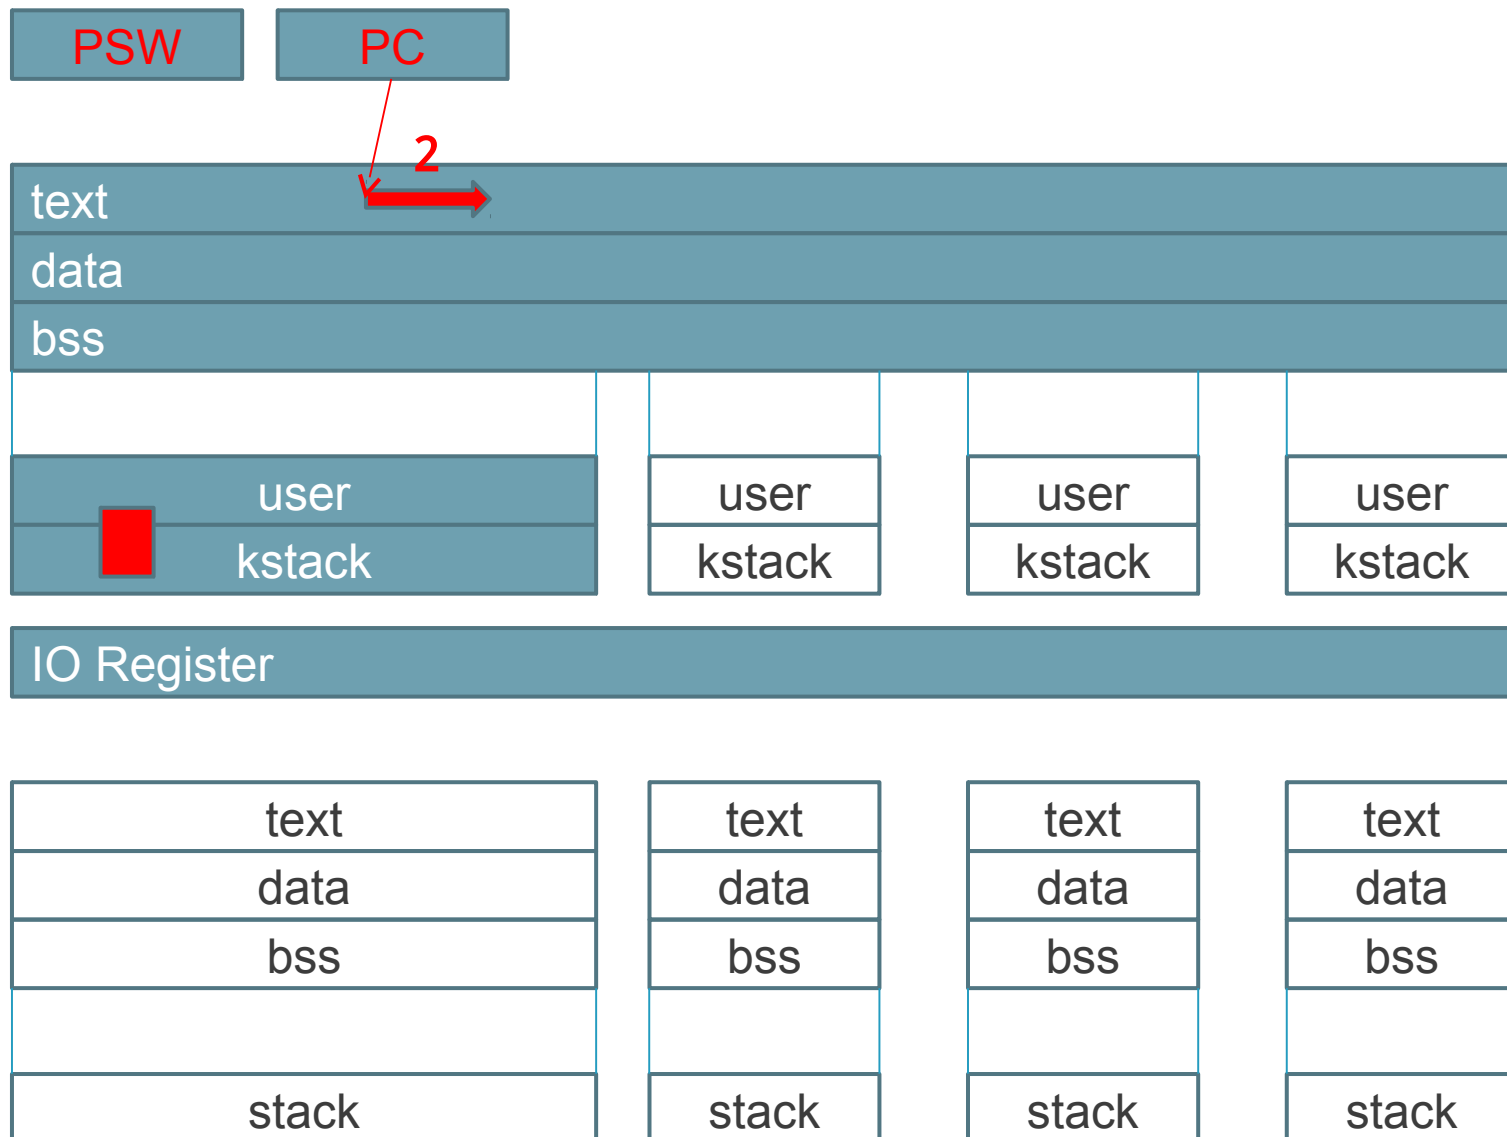 PSW PC
2
text
data
bss
user user user user
kstack kstack kstack kstack
IO Register
text text text text
data data data data
bss bss bss bss
stack stack stack stack